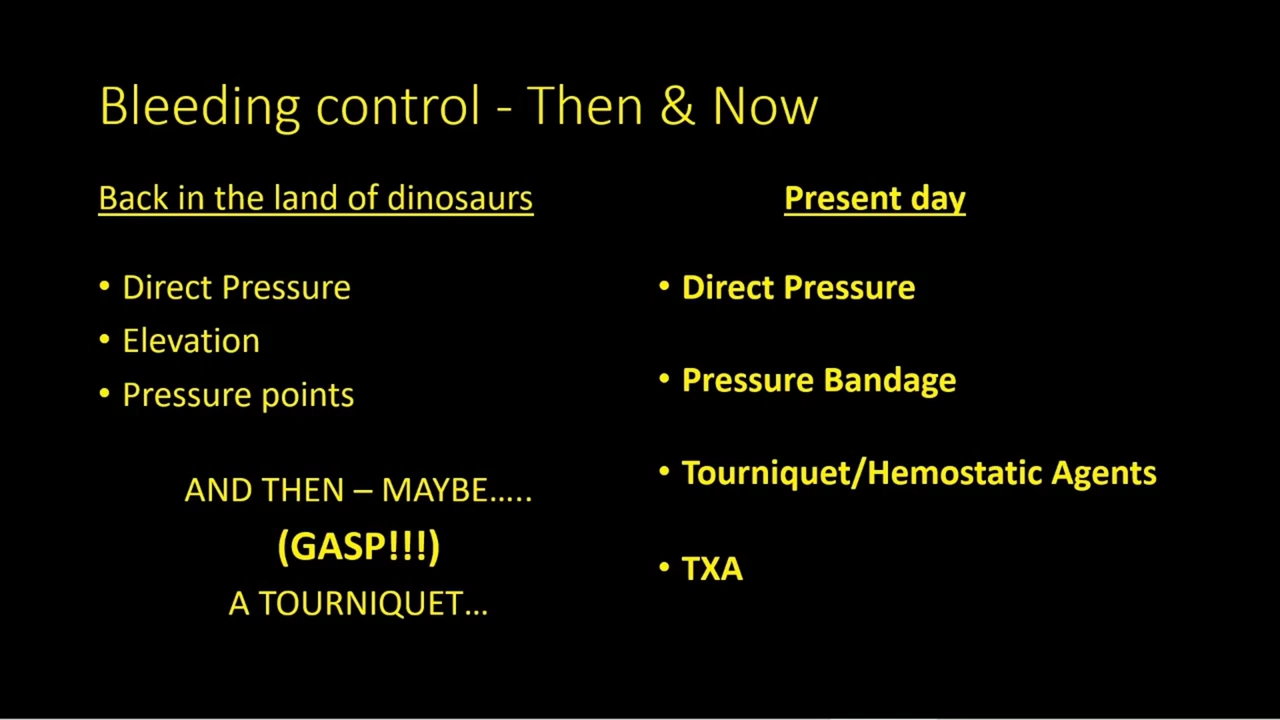 Bleeding control - Then & Now
Back in the land of dinosaurs
• Direct Pressure
• Elevation
• Pressure points
AND THEN – MAYBE…..
(GASP!!!)
A TOURNIQUET…
Present day
• Direct Pressure
• Pressure Bandage
• Tourniquet/Hemostatic Agents
• TXA